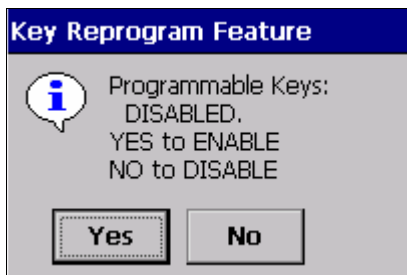 Key Reprogram Feature
Programmable Keys:
DISABLED.
YES to ENABLE
NO to DISABLE
Yes No